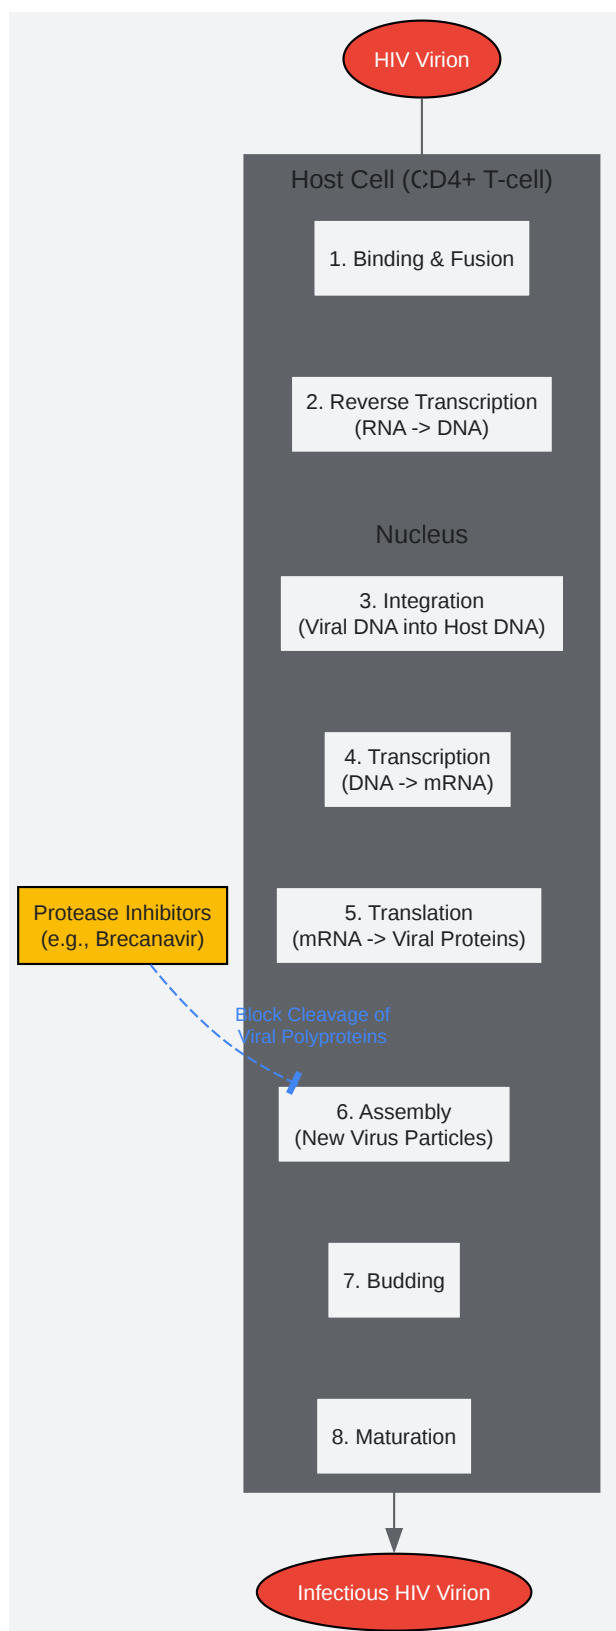 HIV Virion
Host Cell (CD4+ T-cell)
1. Binding & Fusion
2. Reverse Transcription
(RNA -> DNA)
Nucleus
3. Integration
(Viral DNA into Host DNA)
4. Transcription
(DNA -> mRNA)
Protease Inhibitors
(e.g., Brecanavir)
5. Translation
(mRNA -> Viral Proteins)
Block Cleavage of
Viral Polyproteins
6. Assembly
(New Virus Particles)
7. Budding
8. Maturation
Infectious HIV Virion